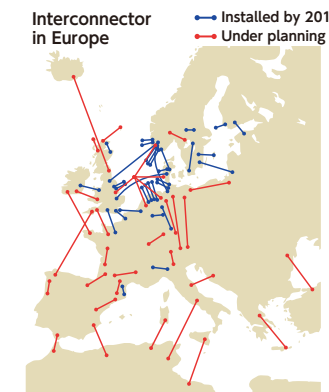 Interconnector
in Europe
Installed by 201
Under planning